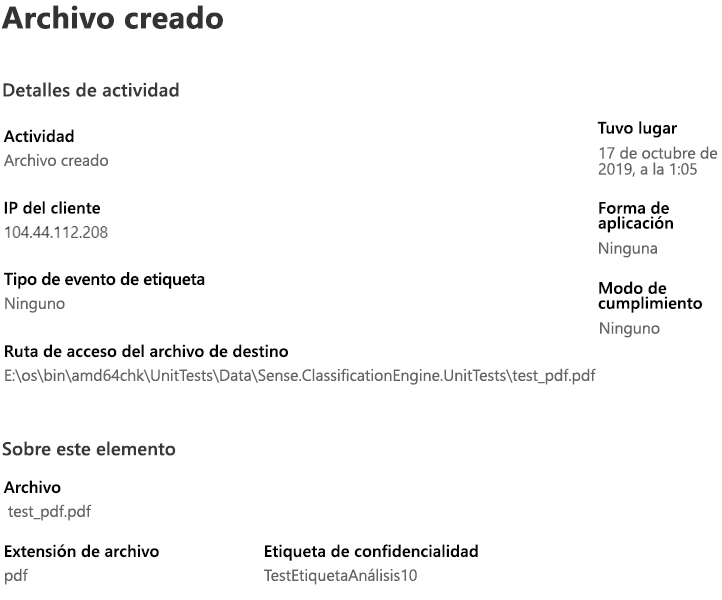 Archivo creado
Detalles de actividad
Actividad
Archivo creado
Tuvo lugar
17 de octubre de
2019, a la 1:05
IP del cliente
104.44.112.208
Forma de
aplicación
Ninguna
Tipo de evento de etiqueta
Ninguno
Modo de
cumplimiento
Ninguno
Ruta de acceso del archivo de destino
E:\os\bin\amd64chk\UnitTests\Data\Sense.ClassificationEngine.UnitTests\test_pdf.pdf
Sobre este elemento
Archivo
test_pdf.pdf
Extensión de archivo
pdf
Etiqueta de confidencialidad
TestEtiquetaAnálisis10